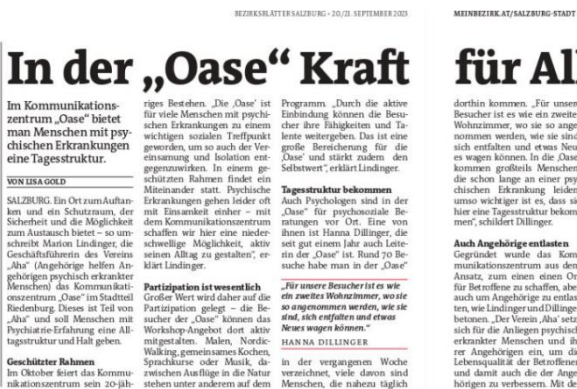 BEZIRKSBLÄTTER SALZBURG • 20./21. SEPTEMBER 2023
MEINBEZIRK.AT/SALZBURG-STADT
In der „Oase“ Kraft
für Al
Im Kommunikations-
zentrum „Oase“ bietet
man Menschen mit psy-
chischen Erkrankungen
eine Tagesstruktur.
VON LISA GOLD
SALZBURG. Ein Ort zum Auftan-
ken und ein Schutzraum, der
Sicherheit und die Möglichkeit
zum Austausch bietet – so um-
schreibt Marion Lindinger, die
Geschäftsführerin des Vereins
„Aha“ (Angehörige helfen An-
gehörigen psychisch erkrankter
Menschen) das Kommunikati-
onszentrum „Oase“ im Stadtteil
Riedenburg. Dieses ist Teil von
„Aha“ und soll Menschen mit
Psychiatrie-Erfahrung eine All-
tagsstruktur und Halt geben.
Geschützter Rahmen
Im Oktober feiert das Kommu-
nikationszentrum sein 20-jäh-
riges Bestehen. „Die ‚Oase‘ ist
für viele Menschen mit psychi-
schen Erkrankungen zu einem
wichtigen sozialen Treffpunkt
geworden, um so auch der Ver-
einsamung und Isolation ent-
gegenzuwirken. In einem ge-
schützten Rahmen findet ein
Miteinander statt. Psychische
Erkrankungen gehen leider oft
mit Einsamkeit einher – mit
dem Kommunikationszentrum
schaffen wir hier eine nieder-
schwellige Möglichkeit, aktiv
seinen Alltag zu gestalten“, er-
klärt Lindinger.
Partizipation ist wesentlich
Großer Wert wird daher auf die
Partizipation gelegt – die Be-
sucher der „Oase“ können das
Workshop-Angebot dort aktiv
mitgestalten. Malen, Nordic-
Walking, gemeinsames Kochen,
Sprachkurse oder Musik, da-
zwischen Ausflüge in die Natur
stehen unter anderem auf dem
Programm. „Durch die aktive
Einbindung können die Besu-
cher ihre Fähigkeiten und Ta-
lente weitergeben. Das ist eine
große Bereicherung für die
‚Oase‘ und stärkt zudem den
Selbstwert“, erklärt Lindinger.
Tagesstruktur bekommen
Auch Psychologen sind in der
„Oase“ für psychosoziale Be-
ratungen vor Ort. Eine von
ihnen ist Hanna Dillinger, die
seit gut einem Jahr auch Leite-
rin der „Oase“ ist. Rund 70 Be-
suche habe man in der „Oase“
„Für unsere Besucher ist es wie
ein zweites Wohnzimmer, wo sie
so angenommen werden, wie sie
sind, sich entfalten und etwas
Neues wagen können.“
HANNA DILLINGER
in der vergangenen Woche
verzeichnet, viele davon sind
Menschen, die nahezu täglich
dorthin kommen. „Für unsere
Besucher ist es wie ein zweite
Wohnzimmer, wo sie so ange
nommen werden, wie sie sind
sich entfalten und etwas Neu
es wagen können. In die ‚Oase
kommen großteils Menschen
die schon lange an einer psy
chischen Erkrankung leiden
umso wichtiger ist es, dass si
hier eine Tagesstruktur bekom
men“, schildert Dillinger.
Auch Angehörige entlasten
Gegründet wurde das Kom
munikationszentrum aus den
Ansatz, zum einen einen Or
für Betroffene zu schaffen, abe
auch um Angehörige zu entlas
ten, wie Lindinger und Dillinge
betonen. „Der Verein ‚Aha‘ setz
sich für die Anliegen psychisch
erkrankter Menschen und ih
rer Angehörigen ein, um di
Lebensqualität der Betroffene
und damit auch die der Ange
hörigen zu verbessern. Mit de